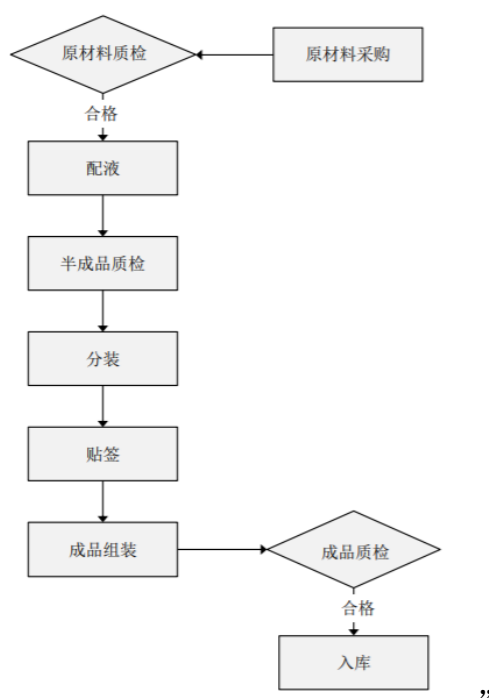 原材料质检
原材料采购
合格
配液
半成品质检
分装
贴签
成品组装
成品质检
合格
入库
”